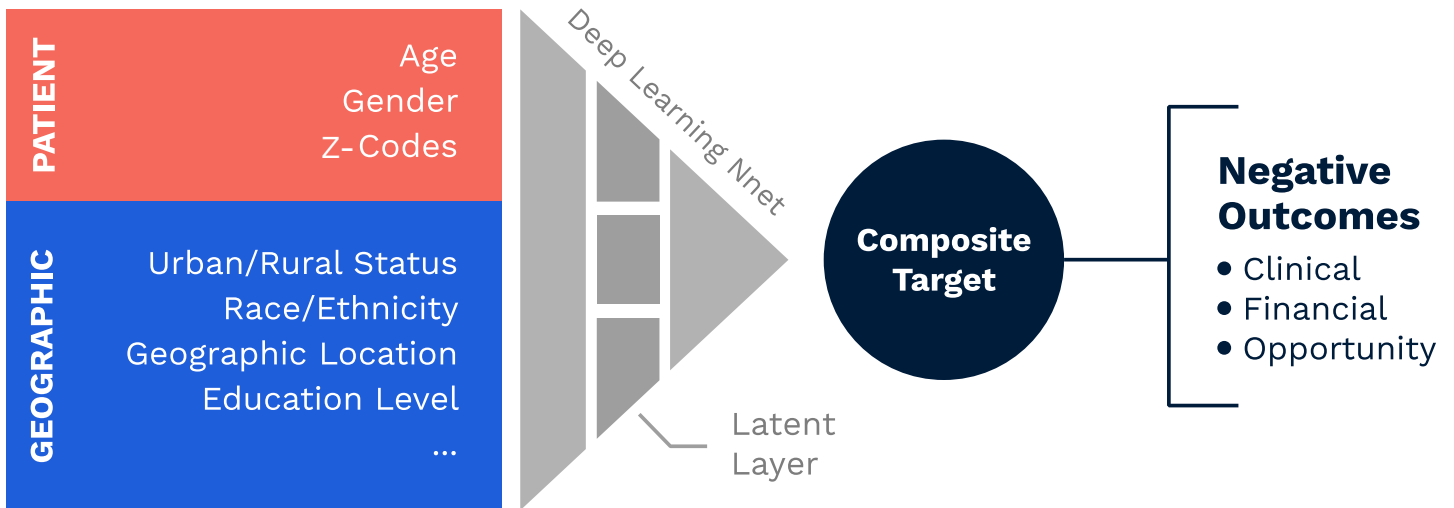 PATIENT
Age
Gender
Z-Codes
GEOGRAPHIC
Urban/Rural Status
Race/Ethnicity
Geographic Location
Education Level
...
Deep Learning Nnet
Latent
Layer
Composite
Target
Negative
Outcomes
• Clinical
• Financial
• Opportunity